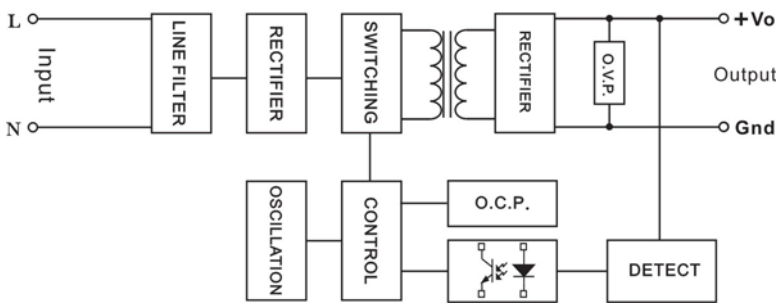 L
N
Input
LINE FILTER
RECTIFIER
SWITCHING
RECTIFIER
O.V.P.
+Vo
Output
Gnd
OSCILLATION
CONTROL
O.C.P.
DETECT